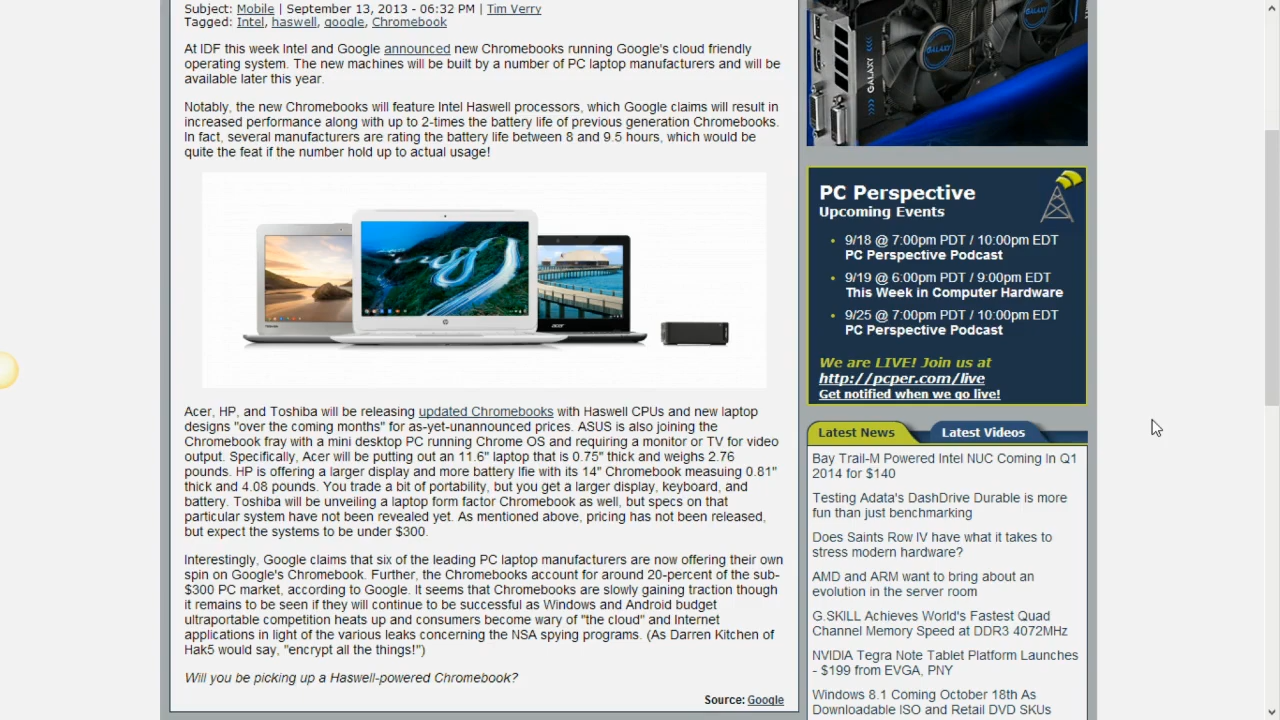 Subject: Mobile | September 13, 2013 - 06:32 PM | Tim Verry
Tagged: Intel, haswell, google, Chromebook
At IDF this week Intel and Google announced new Chromebooks running Google's cloud friendly
operating system. The new machines will be built by a number of PC laptop manufacturers and will be
available later this year.
Notably, the new Chromebooks will feature Intel Haswell processors, which Google claims will result in
increased performance along with up to 2-times the battery life of previous generation Chromebooks.
In fact, several manufacturers are rating the battery life between 8 and 9.5 hours, which would be
quite the feat if the number hold up to actual usage!
acer
Acer, HP, and Toshiba will be releasing updated Chromebooks with Haswell CPUs and new laptop
designs "over the coming months" for as-yet-unannounced prices. ASUS is also joining the
Chromebook fray with a mini desktop PC running Chrome OS and requiring a monitor or TV for video
output. Specifically, Acer will be putting out an 11.6" laptop that is 0.75" thick and weighs 2.76
pounds. HP is offering a larger display and more battery lfie with its 14" Chromebook measuing 0.81"
thick and 4.08 pounds. You trade a bit of portability, but you get a larger display, keyboard, and
battery. Toshiba will be unveiling a laptop form factor Chromebook as well, but specs on that
particular system have not been revealed yet. As mentioned above, pricing has not been released,
but expect the systems to be under $300.
Interestingly, Google claims that six of the leading PC laptop manufacturers are now offering their own
spin on Google's Chromebook. Further, the Chromebooks account for around 20-percent of the sub-
$300 PC market, according to Google. It seems that Chromebooks are slowly gaining traction though
it remains to be seen if they will continue to be successful as Windows and Android budget
ultraportable competition heats up and consumers become wary of "the cloud" and Internet
applications in light of the various leaks concerning the NSA spying programs. (As Darren Kitchen of
Hak5 would say, "encrypt all the things!")
Will you be picking up a Haswell-powered Chromebook?
Source: Google
GALAXY
GALAXY
PC Perspective
Upcoming Events
• 9/18 @ 7:00pm PDT / 10:00pm EDT
PC Perspective Podcast
• 9/19 @ 6:00pm PDT / 9:00pm EDT
This Week in Computer Hardware
• 9/25 @ 7:00pm PDT / 10:00pm EDT
PC Perspective Podcast
We are LIVE! Join us at
http://pcper.com/live
Get notified when we go live!
Latest News Latest Videos
Bay Trail-M Powered Intel NUC Coming In Q1
2014 for $140
Testing Adata's DashDrive Durable is more
fun than just benchmarking
Does Saints Row IV have what it takes to
stress modern hardware?
AMD and ARM want to bring about an
evolution in the server room
G.SKILL Achieves World's Fastest Quad
Channel Memory Speed at DDR3 4072MHz
NVIDIA Tegra Note Tablet Platform Launches
- $199 from EVGA, PNY
Windows 8.1 Coming October 18th As
Downloadable ISO and Retail DVD SKUs